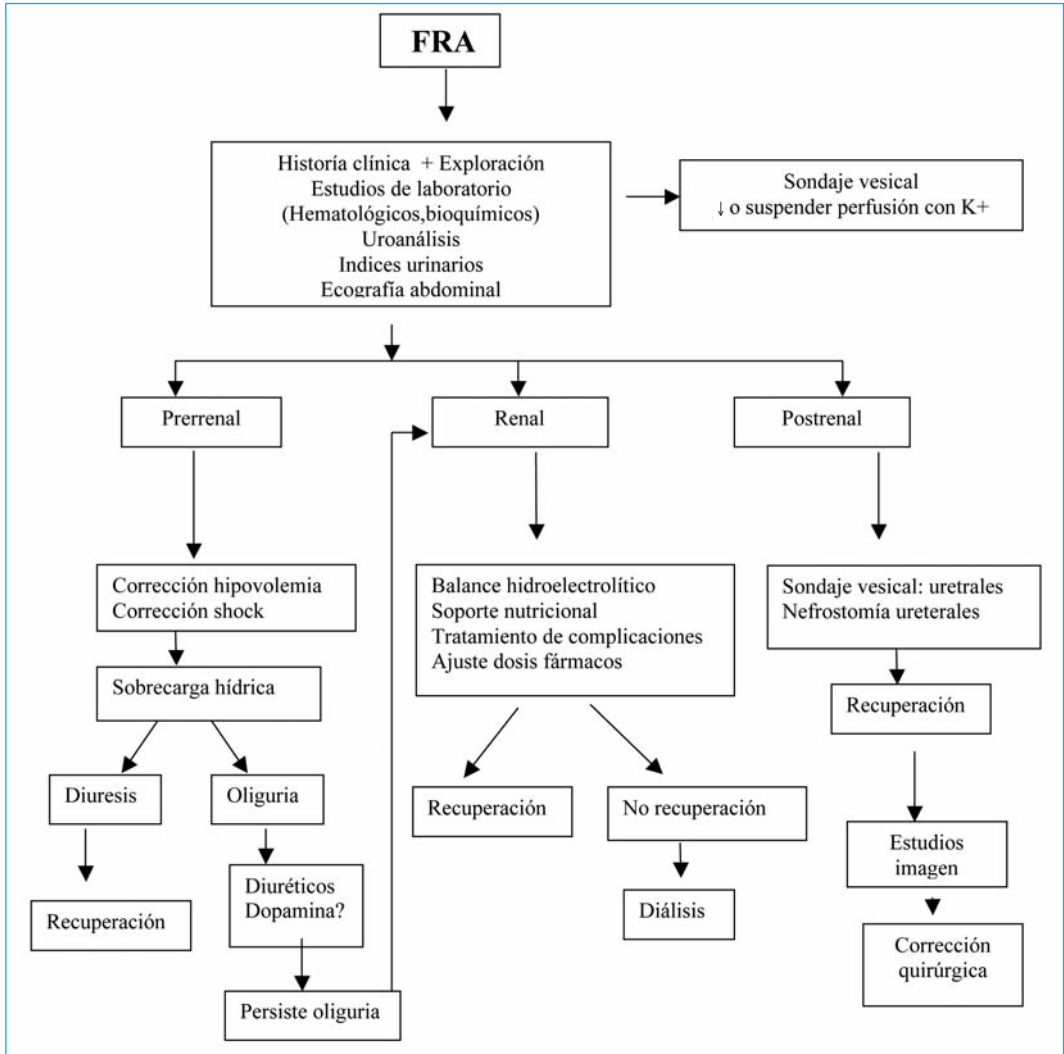 FRA
Historía clínica + Exploración
Estudios de laboratorio
(Hematológicos,bioquímicos)
Uroanálisis
Indices urinarios
Ecografía abdominal
Sondaje vesical
↓ o suspender perfusión con K+
Prerrenal
Renal
Postrenal
Corrección hipovolemia
Corrección shock
Sobrecarga hídrica
Diuresis
Oliguria
Recuperación
Diuréticos
Dopamina?
Persiste oliguria
Balance hidroelectrolítico
Soporte nutricional
Tratamiento de complicaciones
Ajuste dosis fármacos
Recuperación
No recuperación
Diálisis
Sondaje vesical: uretrales
Nefrostomía ureterales
Recuperación
Estudios
imagen
Corrección
quirúrgica